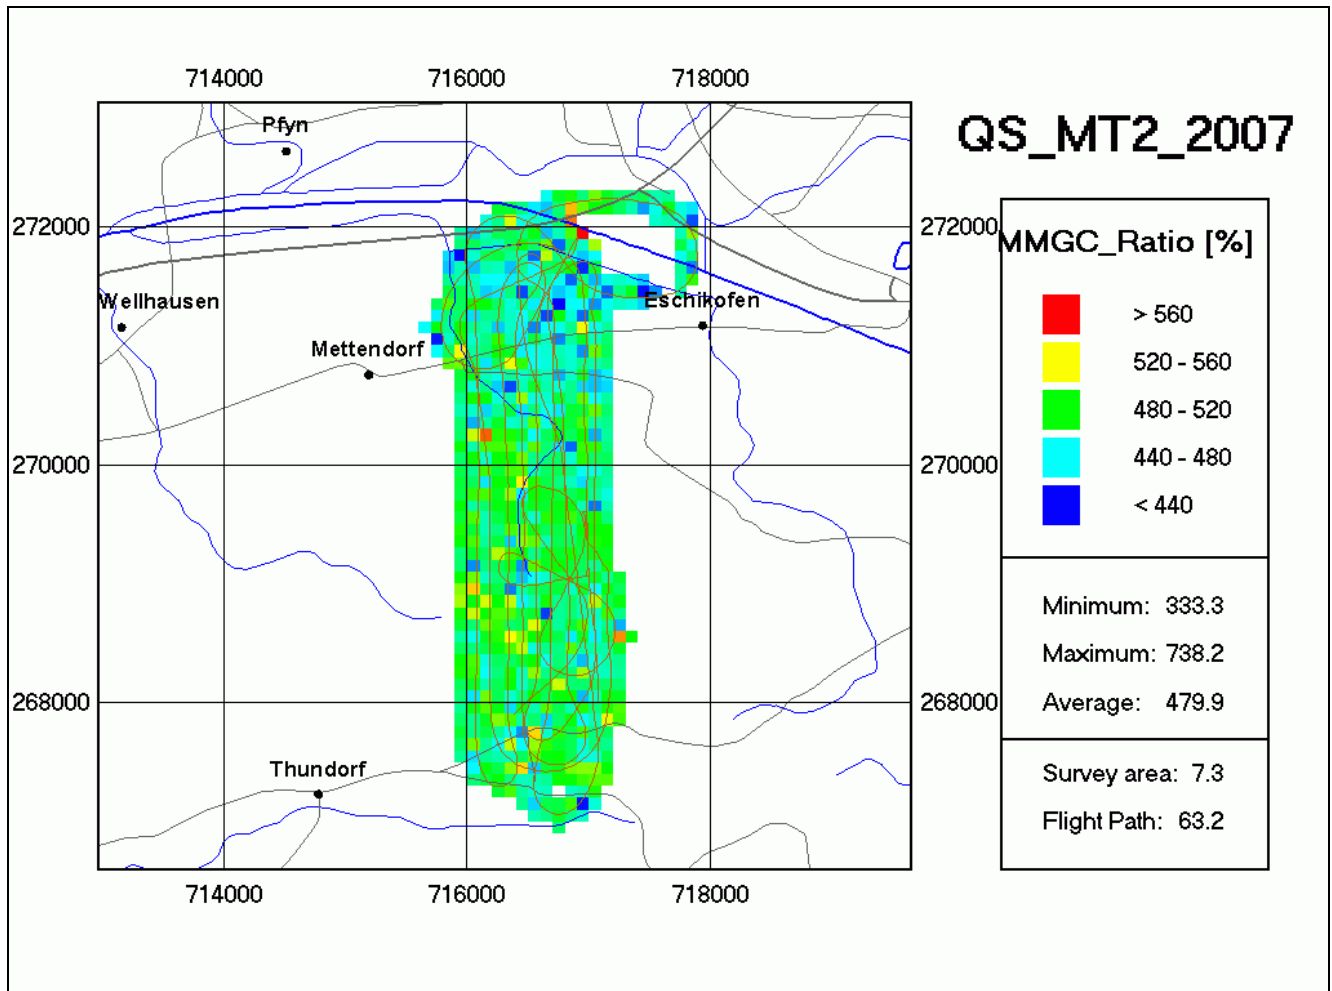 714000 716000 718000
QS_MT2_2007
Pfyn
272000 272000
MMGC_Ratio [%]
Wellhausen
Eschikofen
> 560
Mettendorf
520 - 560
480 - 520
440 - 480
270000 270000
< 440
Minimum: 333.3
Maximum: 738.2
268000 268000
Average: 479.9
Thundorf
Survey area: 7.3
Flight Path: 63.2
714000 716000 718000